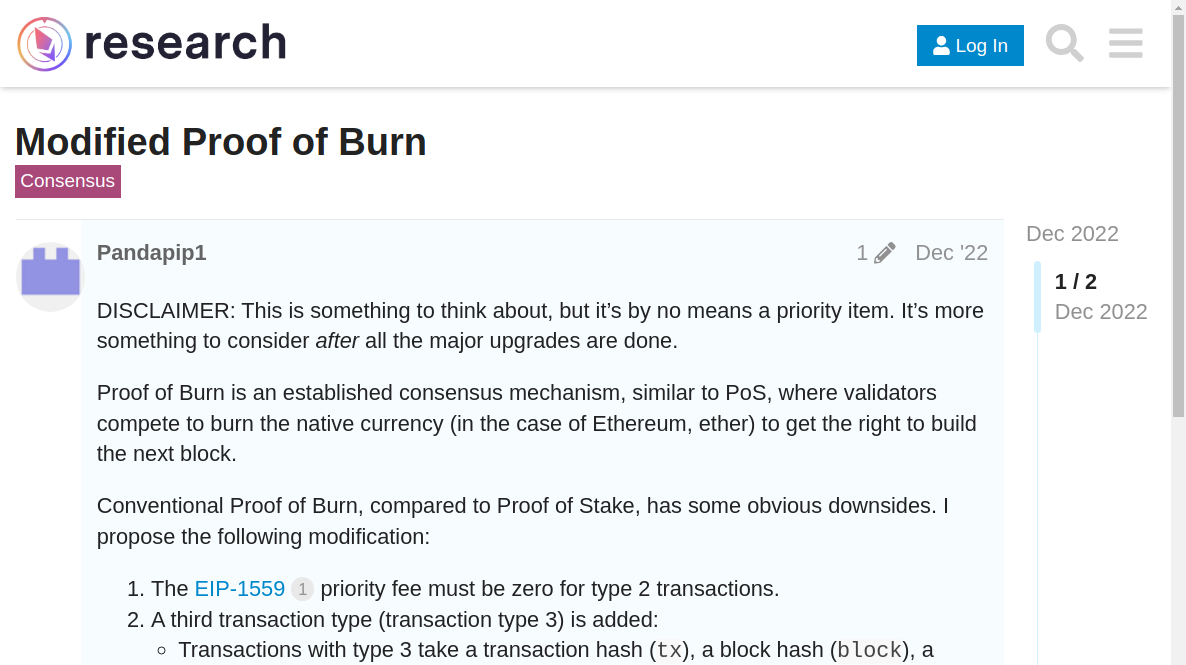 research
Log In
Modified Proof of Burn
Consensus
Pandapip1
1
Dec '22
Dec 2022
1 / 2
Dec 2022
DISCLAIMER: This is something to think about, but it’s by no means a priority item. It’s more
something to consider after all the major upgrades are done.
Proof of Burn is an established consensus mechanism, similar to PoS, where validators
compete to burn the native currency (in the case of Ethereum, ether) to get the right to build
the next block.
Conventional Proof of Burn, compared to Proof of Stake, has some obvious downsides. I
propose the following modification:
1. The EIP-1559 1 priority fee must be zero for type 2 transactions.
2. A third transaction type (transaction type 3) is added:
◦ Transactions with type 3 take a transaction hash (tx), a block hash (block), a